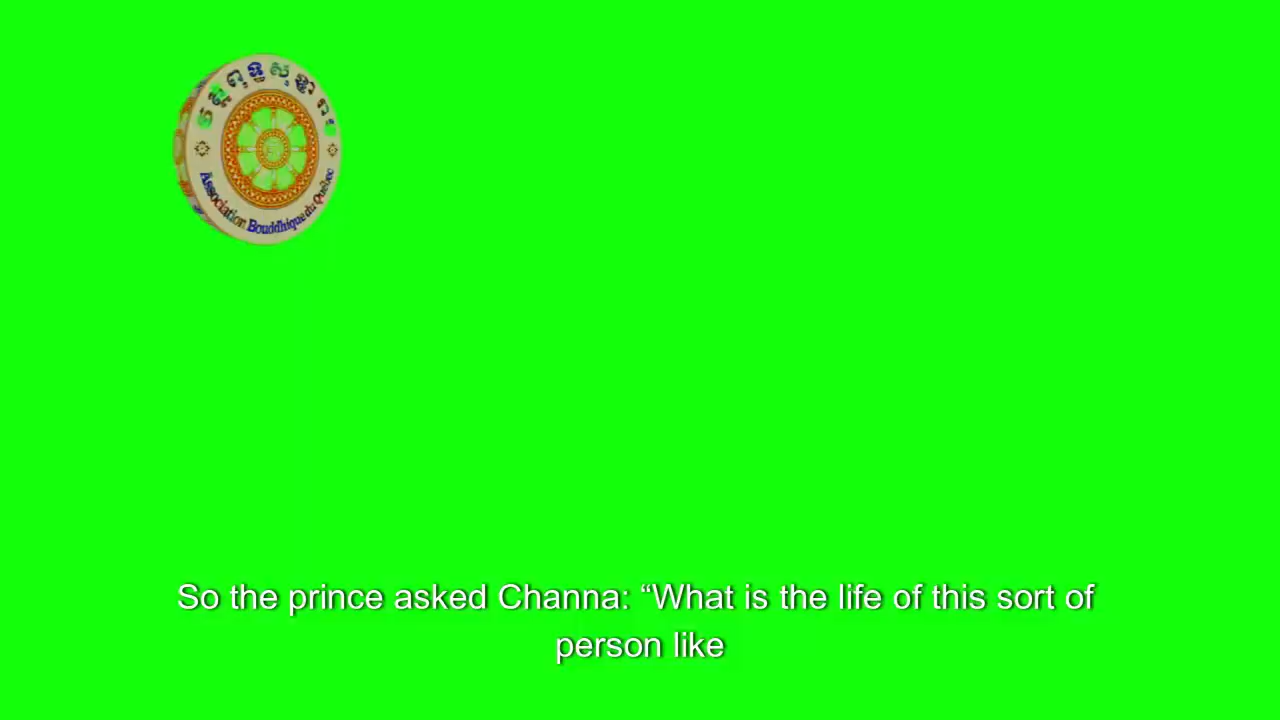 Association Bouddhique du Québec
So the prince asked Channa: “What is the life of this sort of
person like